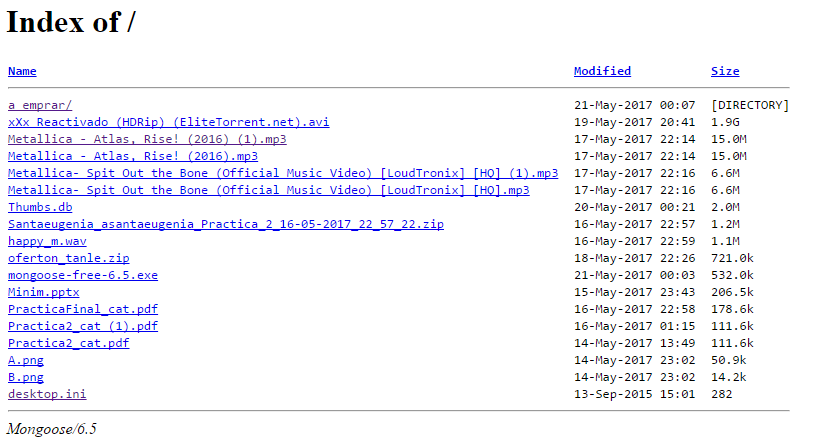 Index of /
Name Modified Size
a emprar/ 21-May-2017 00:07 [DIRECTORY]
xXx Reactivado (HDRip) (EliteTorrent.net).avi 19-May-2017 20:41 1.9G
Metallica - Atlas, Rise! (2016) (1).mp3 17-May-2017 22:14 15.0M
Metallica - Atlas, Rise! (2016).mp3 17-May-2017 22:14 15.0M
Metallica- Spit Out the Bone (Official Music Video) [LoudTronix] [HQ] (1).mp3 17-May-2017 22:16 6.6M
Metallica- Spit Out the Bone (Official Music Video) [LoudTronix] [HQ].mp3 17-May-2017 22:16 6.6M
Thumbs.db 20-May-2017 00:21 2.0M
Santaeugenia_asantaeugenia_Practica_2_16-05-2017_22_57_22.zip 16-May-2017 22:57 1.2M
happy_m.wav 16-May-2017 22:59 1.1M
oferton_tanle.zip 18-May-2017 22:26 721.0k
mongoose-free-6.5.exe 21-May-2017 00:03 532.0k
Minim.pptx 15-May-2017 23:43 206.5k
PracticaFinal_cat.pdf 16-May-2017 22:58 178.6k
Practica2_cat (1).pdf 16-May-2017 01:15 111.6k
Practica2_cat.pdf 14-May-2017 13:49 111.6k
A.png 14-May-2017 23:02 50.9k
B.png 14-May-2017 23:02 14.2k
desktop.ini 13-Sep-2015 15:01 282
Mongoose/6.5